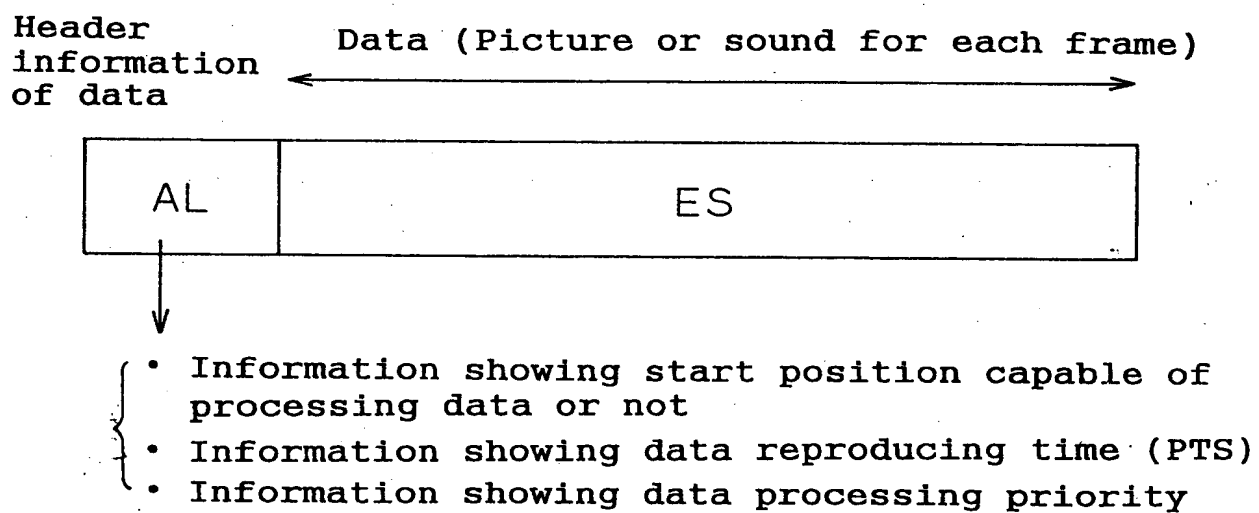 Header
information
of data
Data (Picture or sound for each frame)
AL
ES
• Information showing start position capable of
processing data or not
• Information showing data reproducing time (PTS)
• Information showing data processing priority